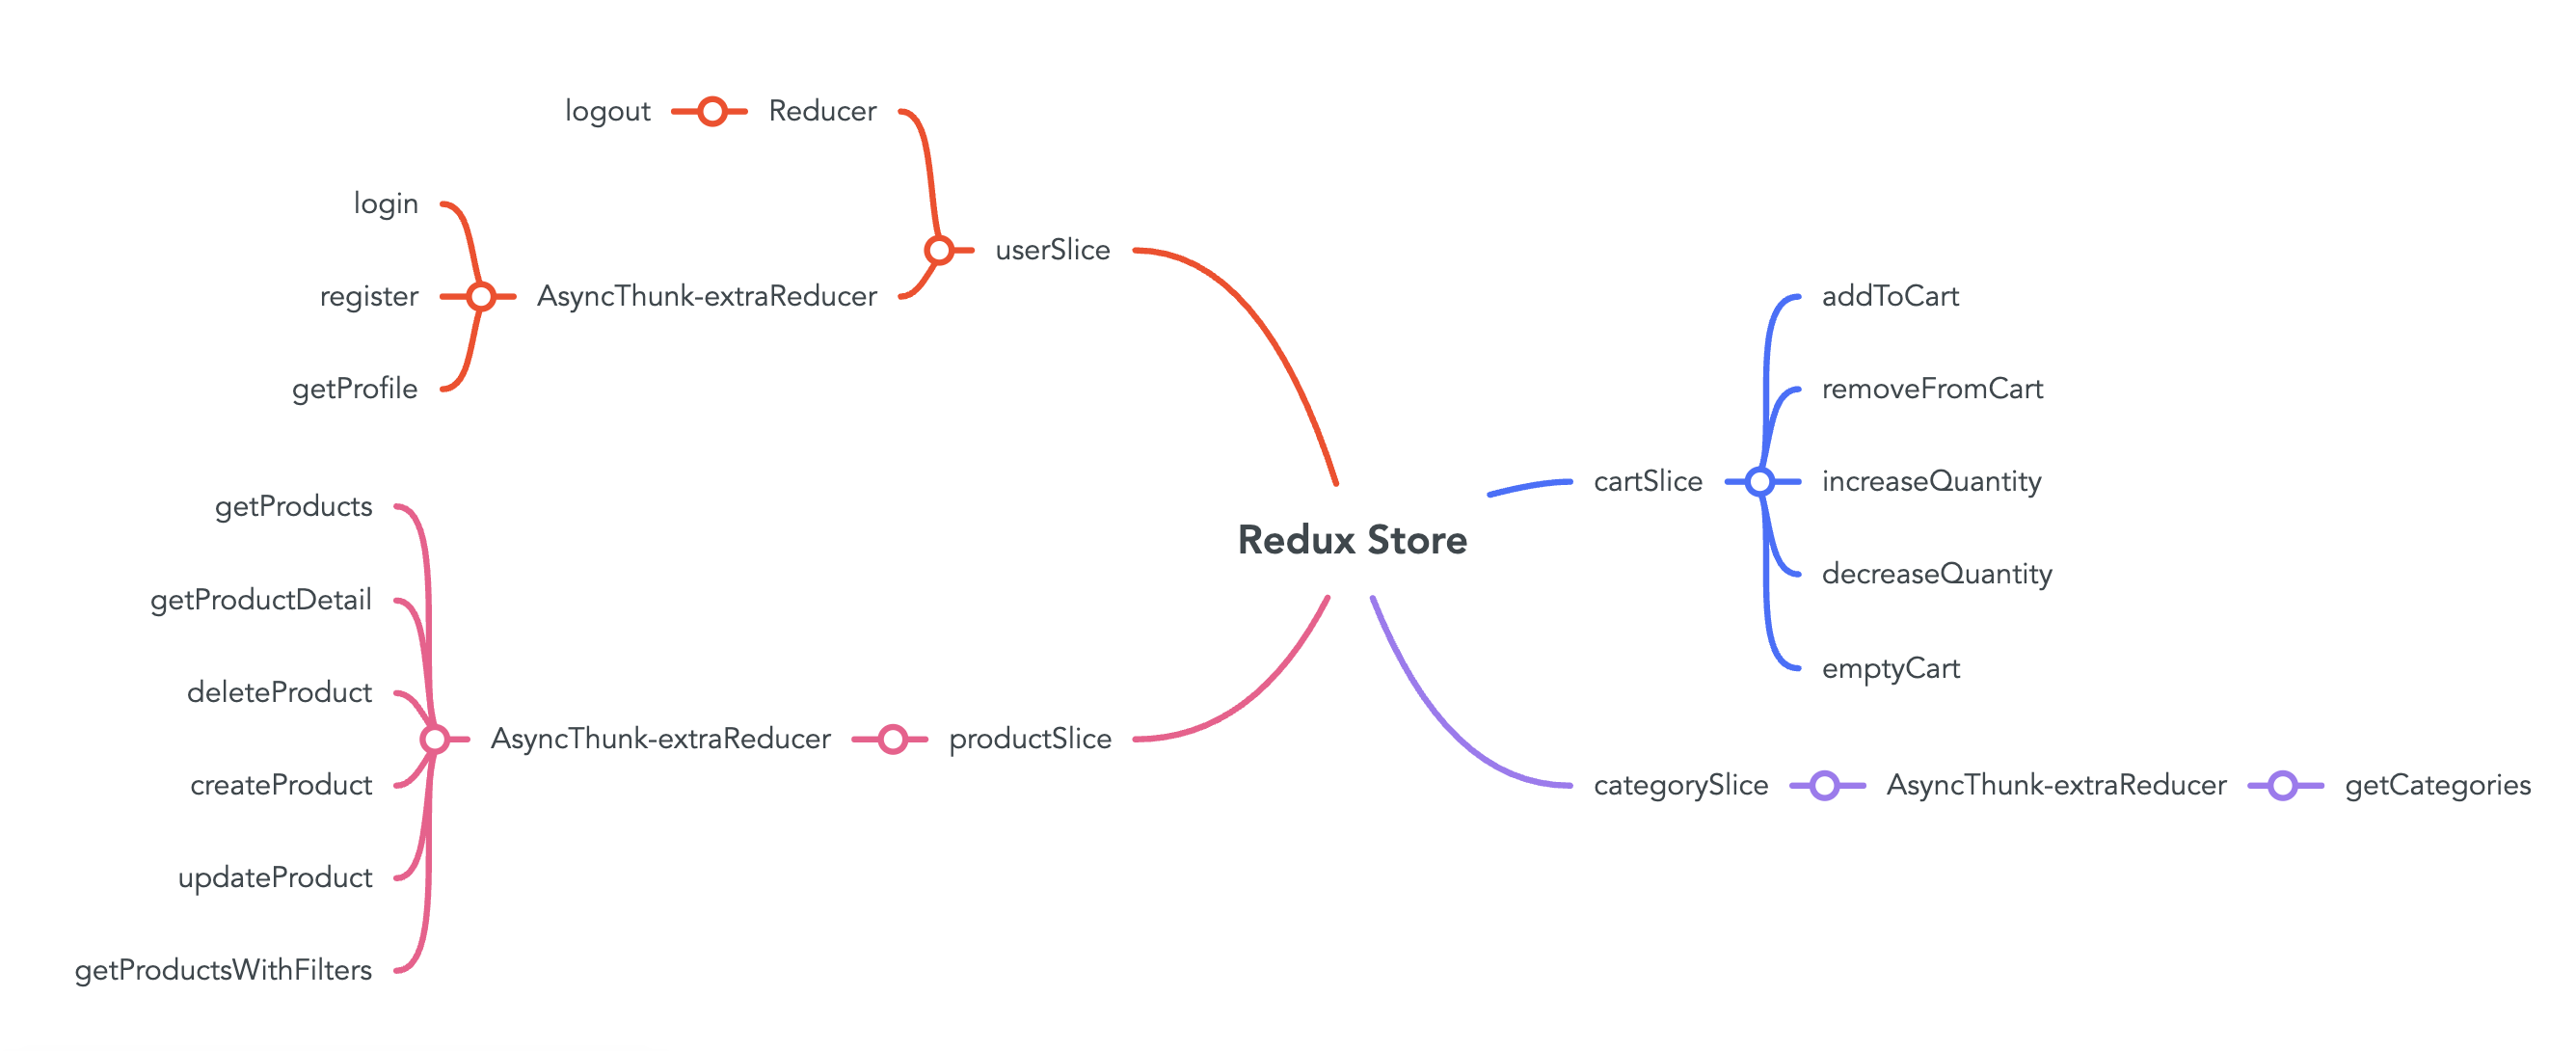 Redux Store
userSlice
Reducer
logout
AsyncThunk-extraReducer
login
register
getProfile
productSlice
AsyncThunk-extraReducer
getProducts
getProductDetail
deleteProduct
createProduct
updateProduct
getProductsWithFilters
cartSlice
addToCart
removeFromCart
increaseQuantity
decreaseQuantity
emptyCart
categorySlice
AsyncThunk-extraReducer
getCategories